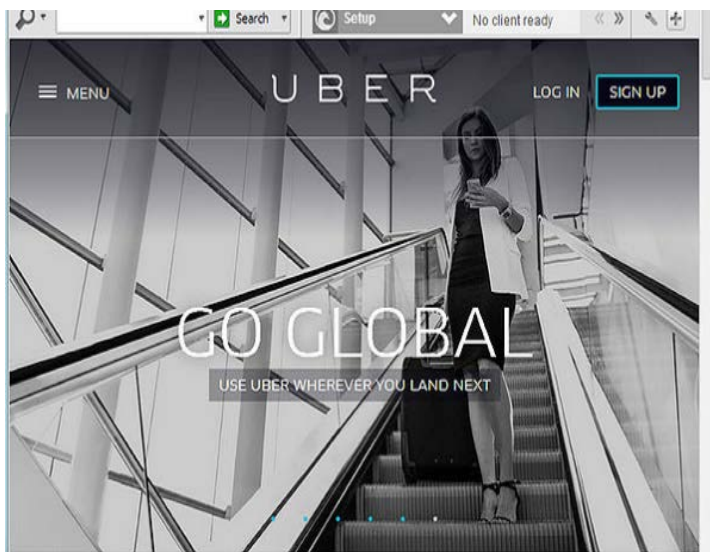 Search
Setup
No client ready
MENU
UBER
LOG IN
SIGN UP
GO GLOBAL
USE UBER WHEREVER YOU LAND NEXT